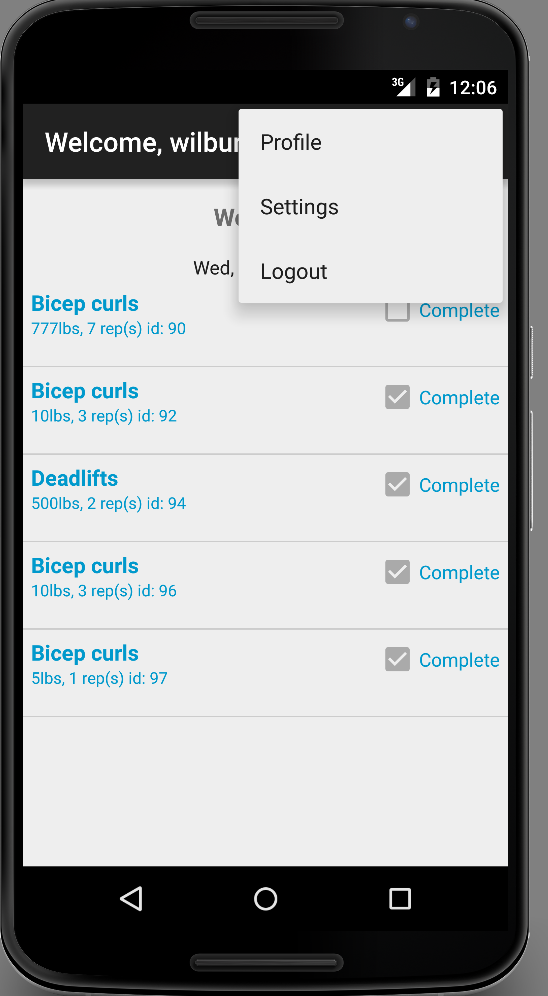 3G 12:06
Welcome, wilbur
Profile
Settings
Wed,
Logout
Bicep curls
Complete
777lbs, 7 rep(s) id: 90
Bicep curls
Complete
10lbs, 3 rep(s) id: 92
Deadlifts
Complete
500lbs, 2 rep(s) id: 94
Bicep curls
Complete
10lbs, 3 rep(s) id: 96
Bicep curls
Complete
5lbs, 1 rep(s) id: 97